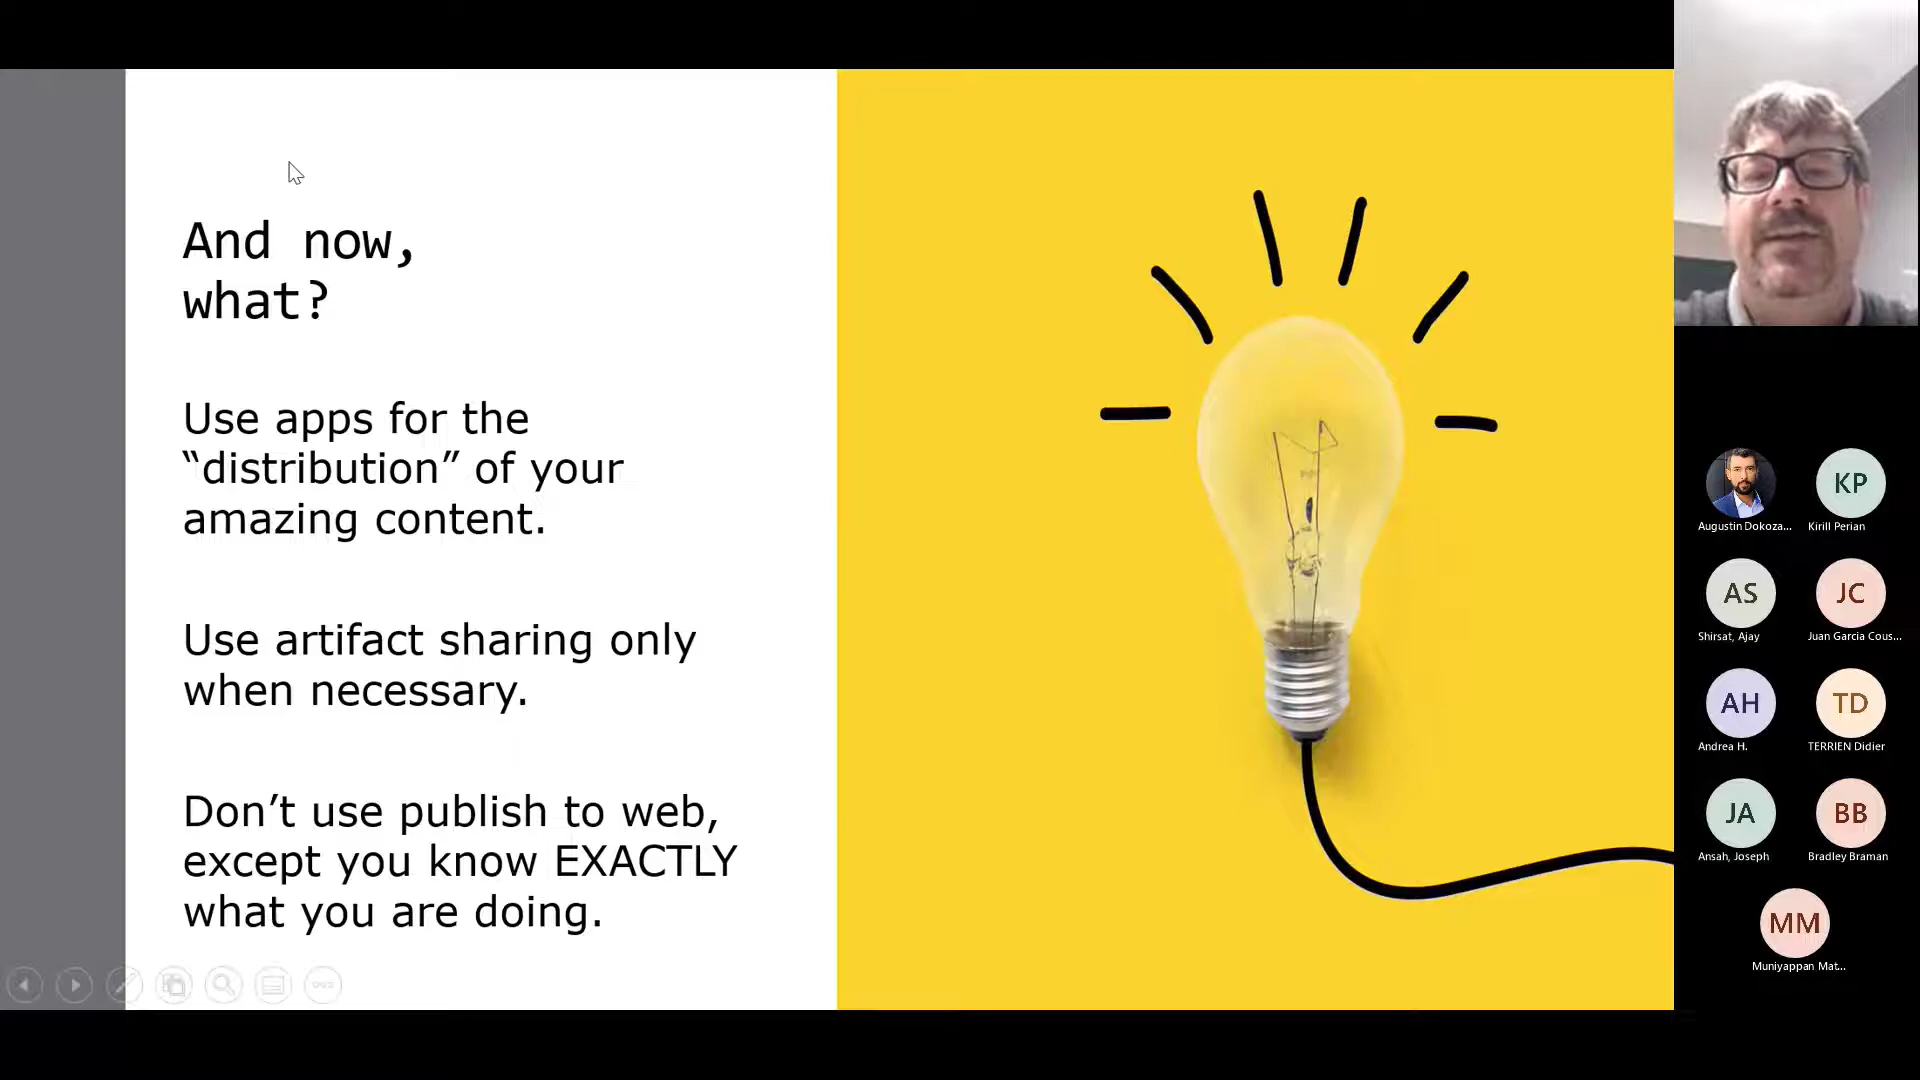 And now,
what?
Use apps for the
“distribution” of your
amazing content.
Use artifact sharing only
when necessary.
Don’t use publish to web,
except you know EXACTLY
what you are doing.
Augustin Dokoza...
KP
Kirill Perian
AS
Shirsat, Ajay
JC
Juan Garcia Cous...
AH
Andrea H.
TD
TERRIEN Didier
JA
Ansah, Joseph
BB
Bradley Braman
MM
Muniyappan Mat...